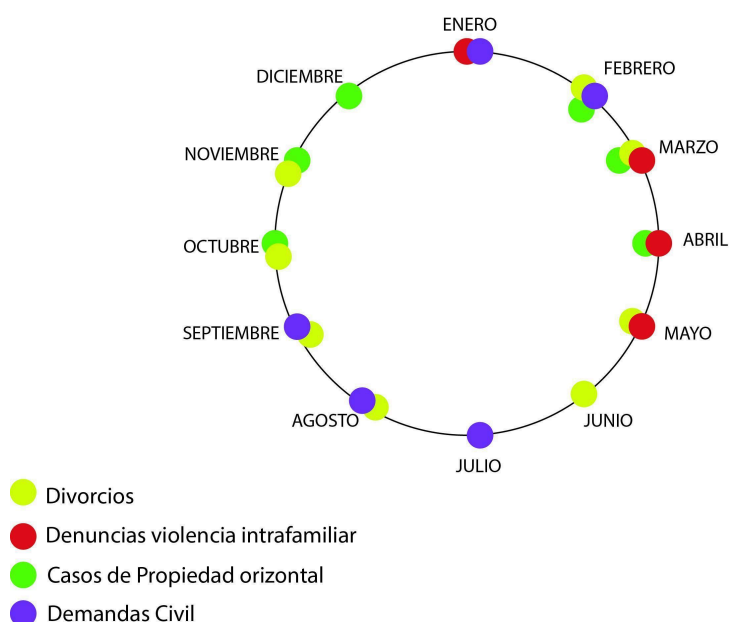 ENERO
FEBRERO
MARZO
ABRIL
MAYO
JUNIO
JULIO
AGOSTO
SEPTIEMBRE
OCTUBRE
NOVIEMBRE
DICIEMBRE
Divorcios
Denuncias violencia intrafamiliar
Casos de Propiedad orizontal
Demandas Civil